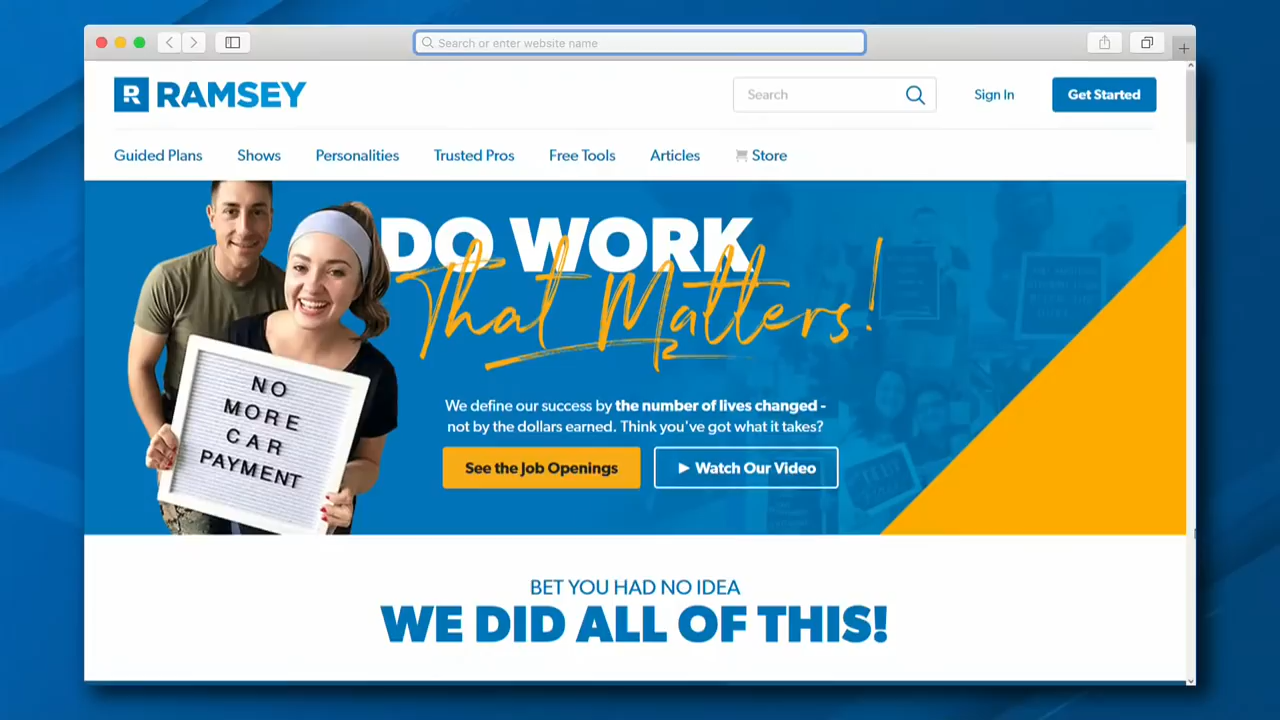 Search or enter website name
R RAMSEY
Search
Sign In
Get Started
Guided Plans
Shows
Personalities
Trusted Pros
Free Tools
Articles
Store
DO WORK
That Matters!
NO
MORE
CAR
PAYMENT
We define our success by the number of lives changed -
not by the dollars earned. Think you've got what it takes?
See the Job Openings
Watch Our Video
BET YOU HAD NO IDEA
WE DID ALL OF THIS!